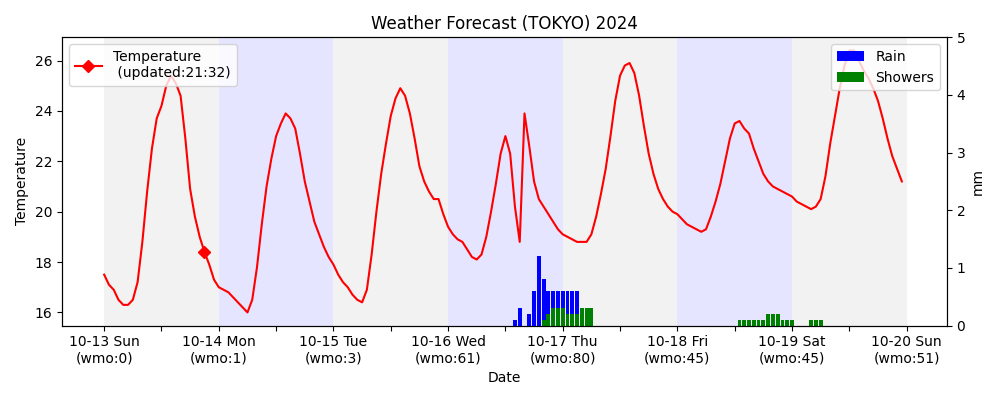 Weather Forecast (TOKYO) 2024
Temperature
(updated:21:32)
Rain
Showers
26
24
22
20
18
16
Temperature
5
4
3
2
1
0
mm
10-13 Sun
(wmo:0)
10-14 Mon
(wmo:1)
10-15 Tue
(wmo:3)
10-16 Wed
(wmo:61)
10-17 Thu
(wmo:80)
10-18 Fri
(wmo:45)
10-19 Sat
(wmo:45)
10-20 Sun
(wmo:51)
Date